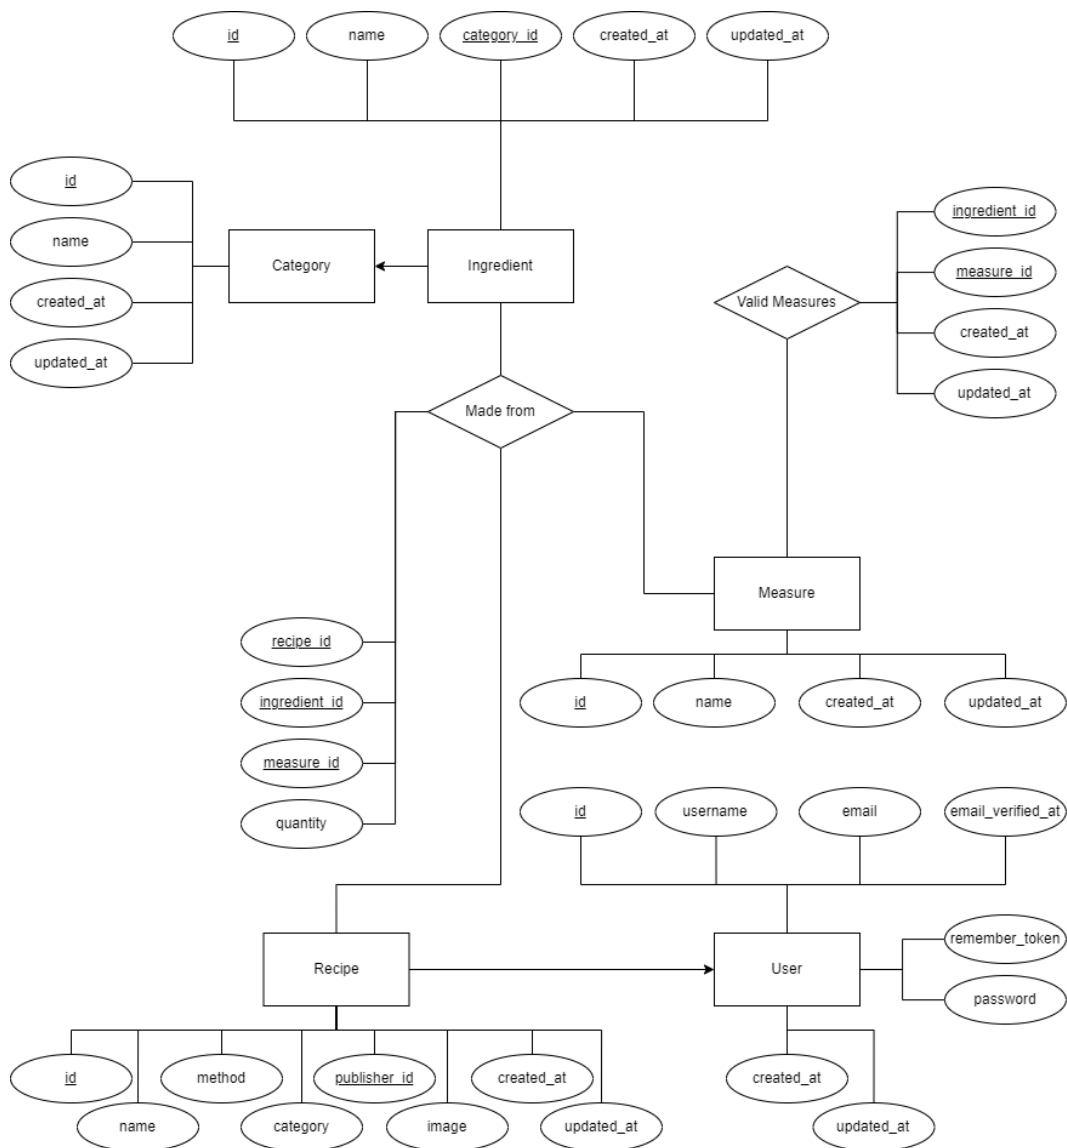 id
name
category_id
created_at
updated_at
id
name
created_at
updated_at
Category
Ingredient
Valid Measures
ingredient_id
measure_id
created_at
updated_at
Made from
Measure
recipe_id
ingredient_id
measure_id
quantity
id
name
created_at
updated_at
id
username
email
email_verified_at
Recipe
User
remember_token
password
id
name
method
category
publisher_id
image
created_at
updated_at
created_at
updated_at